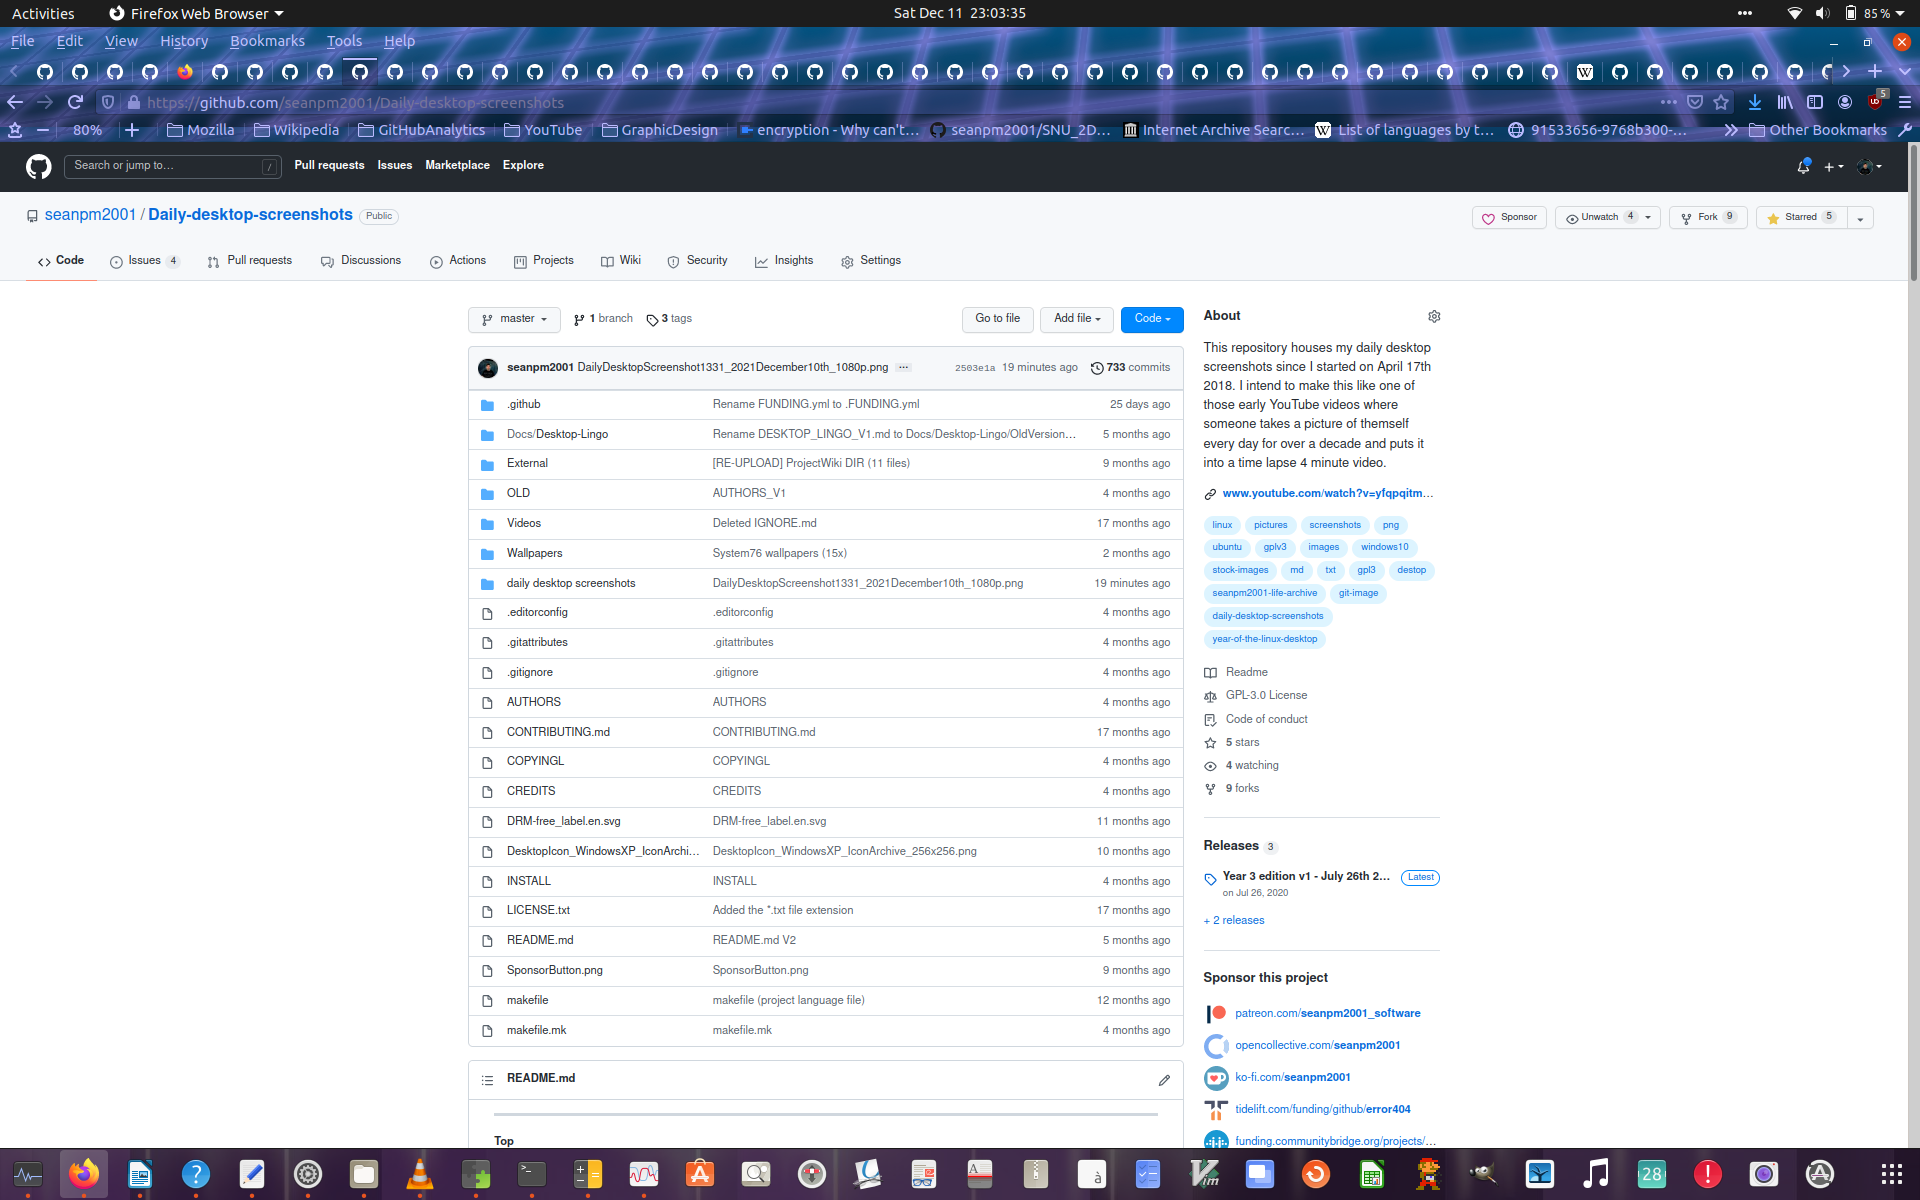 Activities Firefox Web Browser Sat Dec 11 23:03:35 85 %
File Edit View History Bookmarks Tools Help
https://github.com/seanpm2001/Daily-desktop-screenshots 5
80% Mozilla Wikipedia GitHubAnalytics YouTube GraphicDesign encryption - Why can't... seanpm2001/SNU_2D... Internet Archive Searc... List of languages by t... 91533656-9768b300-... Other Bookmarks
Search or jump to... / Pull requests Issues Marketplace Explore
seanpm2001 / Daily-desktop-screenshots Public Sponsor Unwatch 4 Fork 9 Starred 5
Code Issues 4 Pull requests Discussions Actions Projects Wiki Security Insights Settings
master 1 branch 3 tags Go to file Add file Code
seanpm2001 DailyDesktopScreenshot1331_2021December10th_1080p.png ... 2503e1a 19 minutes ago 733 commits
.github Rename FUNDING.yml to .FUNDING.yml 25 days ago
Docs/Desktop-Lingo Rename DESKTOP_LINGO_V1.md to Docs/Desktop-Lingo/OldVersion... 5 months ago
External [RE-UPLOAD] ProjectWiki DIR (11 files) 9 months ago
OLD AUTHORS_V1 4 months ago
Videos Deleted IGNORE.md 17 months ago
Wallpapers System76 wallpapers (15x) 2 months ago
daily desktop screenshots DailyDesktopScreenshot1331_2021December10th_1080p.png 19 minutes ago
.editorconfig .editorconfig 4 months ago
.gitattributes .gitattributes 4 months ago
.gitignore .gitignore 4 months ago
AUTHORS AUTHORS 4 months ago
CONTRIBUTING.md CONTRIBUTING.md 17 months ago
COPYINGL COPYINGL 4 months ago
CREDITS CREDITS 4 months ago
DRM-free_label.en.svg DRM-free_label.en.svg 11 months ago
DesktopIcon_WindowsXP_IconArchi... DesktopIcon_WindowsXP_IconArchive_256x256.png 10 months ago
INSTALL INSTALL 4 months ago
LICENSE.txt Added the *.txt file extension 17 months ago
README.md README.md V2 5 months ago
SponsorButton.png SponsorButton.png 9 months ago
makefile makefile (project language file) 12 months ago
makefile.mk makefile.mk 4 months ago
README.md
Top
About
This repository houses my daily desktop
screenshots since I started on April 17th
2018. I intend to make this like one of
those early YouTube videos where
someone takes a picture of themself
every day for over a decade and puts it
into a time lapse 4 minute video.
www.youtube.com/watch?v=yfqpqitm...
linux pictures screenshots png
ubuntu gplv3 images windows10
stock-images md txt gpl3 destop
seanpm2001-life-archive git-image
daily-desktop-screenshots
year-of-the-linux-desktop
Readme
GPL-3.0 License
Code of conduct
5 stars
4 watching
9 forks
Releases 3
Year 3 edition v1 - July 26th 2... Latest
on Jul 26, 2020
+ 2 releases
Sponsor this project
patreon.com/seanpm2001_software
opencollective.com/seanpm2001
ko-fi.com/seanpm2001
tidelift.com/funding/github/error404
funding.communitybridge.org/projects/...
28